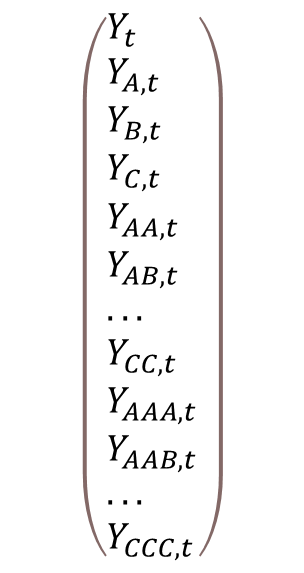 Y_t
Y_{A,t}
Y_{B,t}
Y_{C,t}
Y_{AA,t}
Y_{AB,t}
...
Y_{CC,t}
Y_{AAA,t}
Y_{AAB,t}
...
Y_{CCC,t}